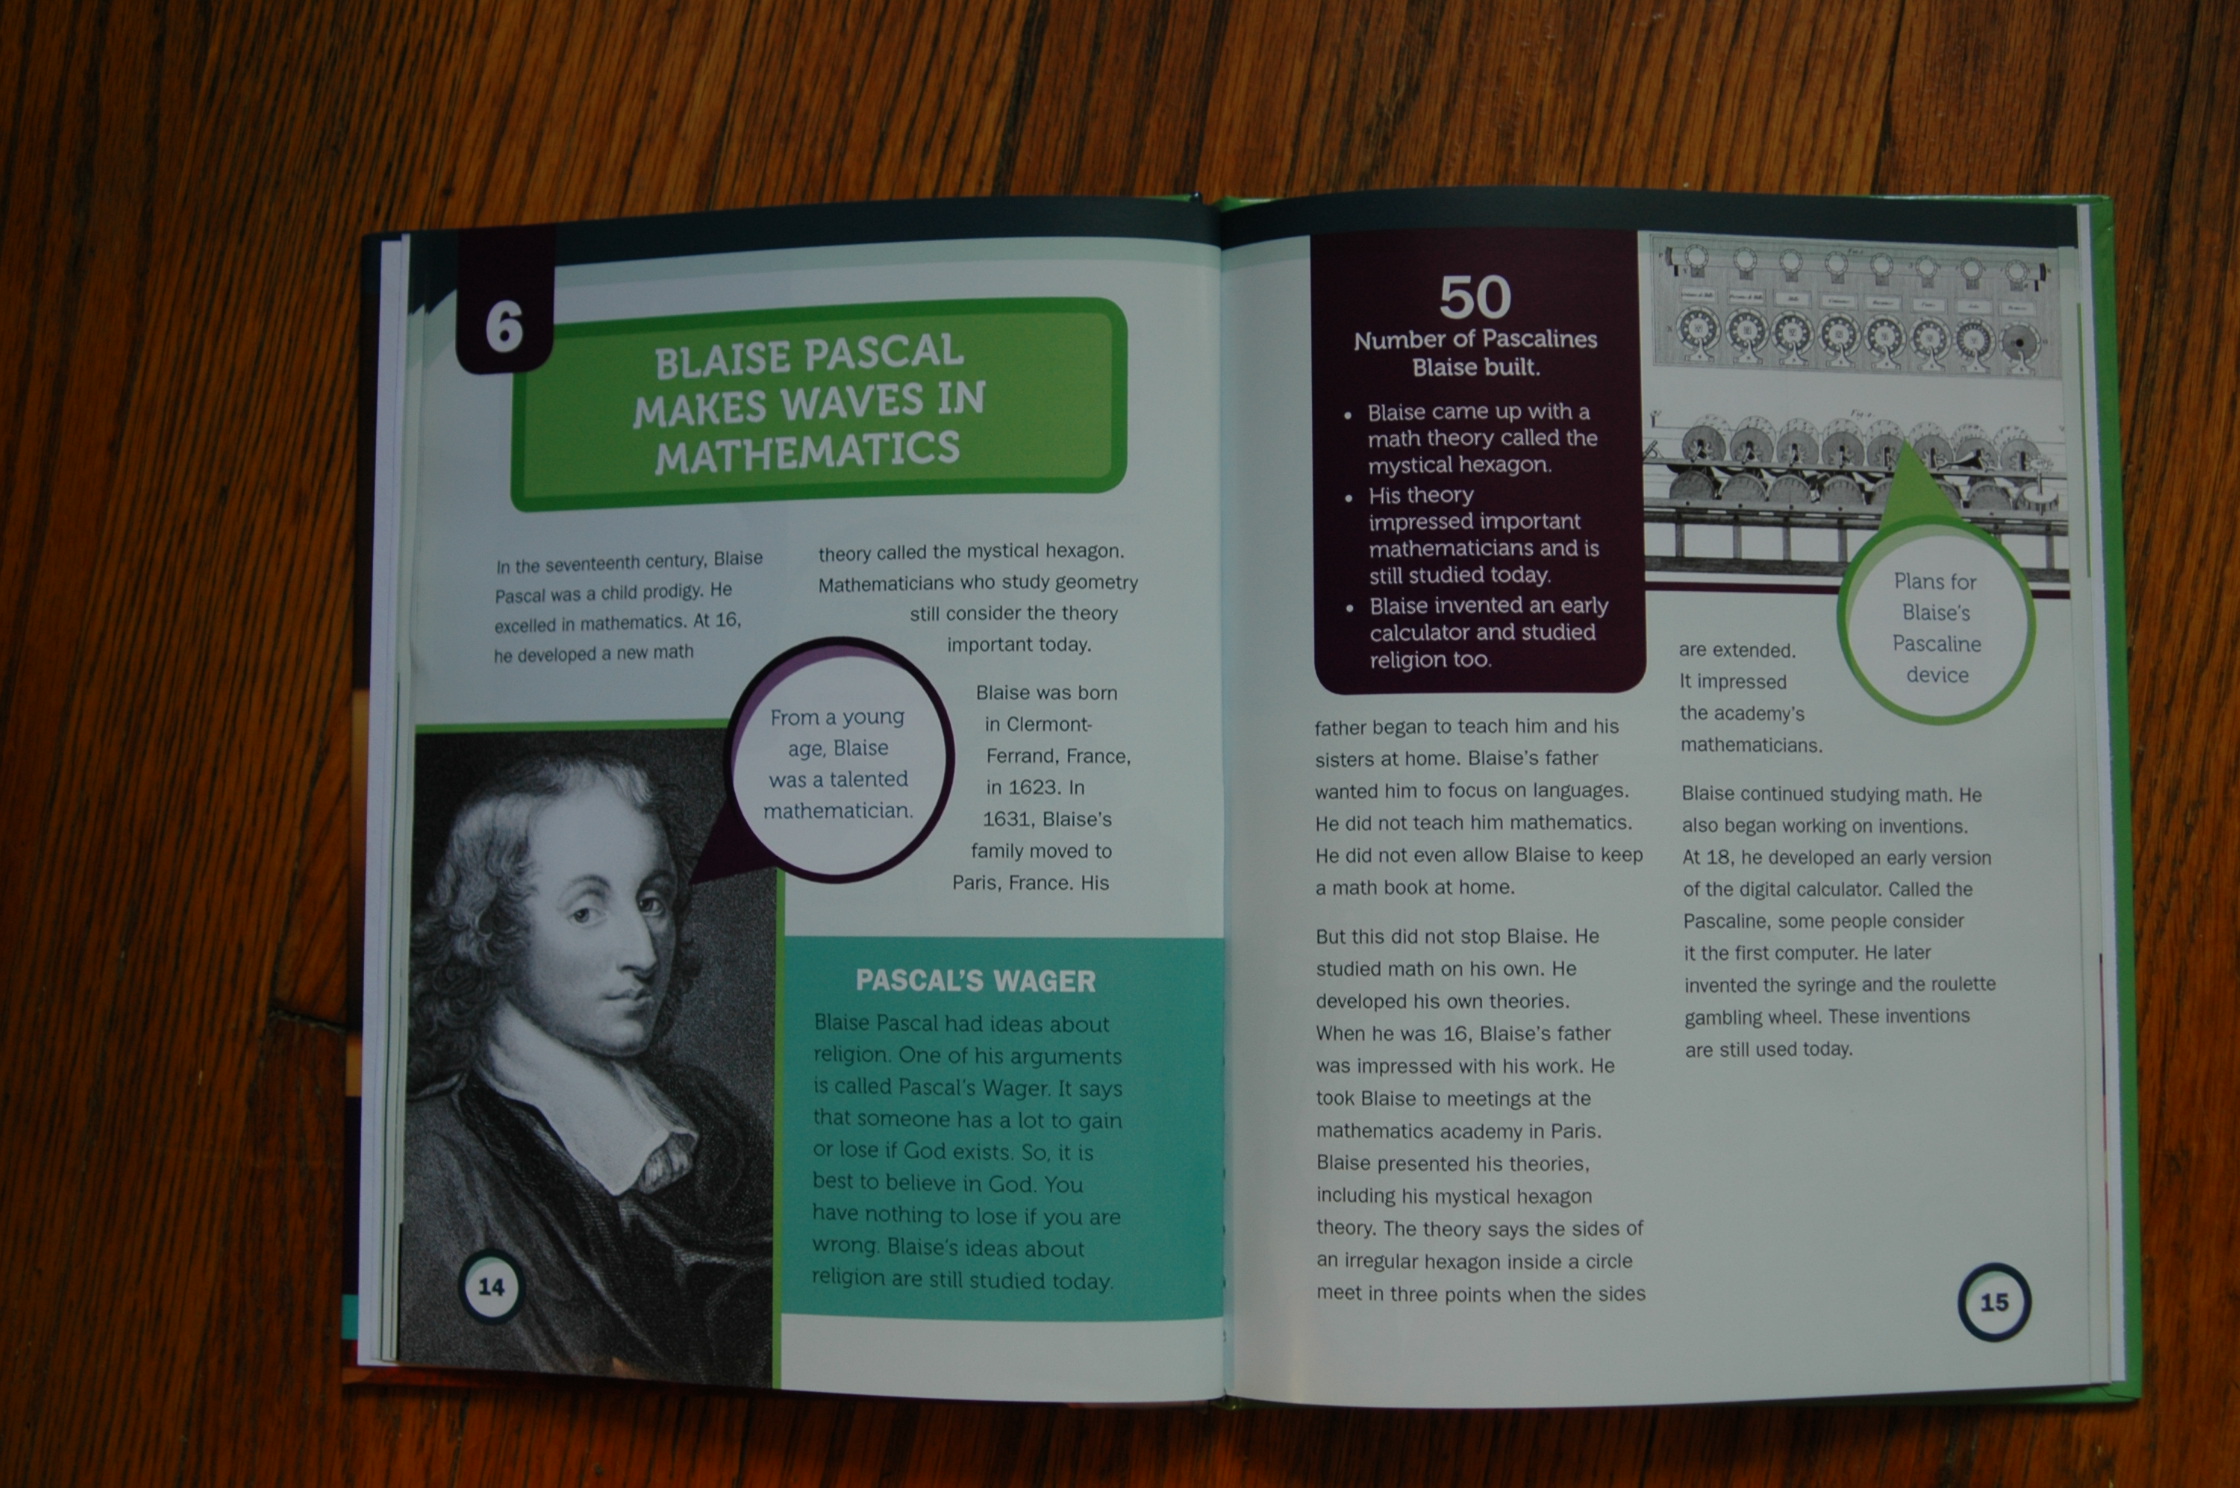 6
BLAISE PASCAL
MAKES WAVES IN
MATHEMATICS
In the seventeenth century, Blaise
Pascal was a child prodigy. He
excelled in mathematics. At 16,
he developed a new math
theory called the mystical hexagon.
Mathematicians who study geometry
still consider the theory
important today.
Blaise was born
in Clermont-
Ferrand, France,
in 1623. In
1631, Blaise's
family moved to
Paris, France. His
From a young
age, Blaise
was a talented
mathematician.
PASCAL'S WAGER
Blaise Pascal had ideas about
religion. One of his arguments
is called Pascal's Wager. It says
that someone has a lot to gain
or lose if God exists. So, it is
best to believe in God. You
have nothing to lose if you are
wrong. Blaise's ideas about
religion are still studied today.
14
50
Number of Pascalines
Blaise built.
• Blaise came up with a
math theory called the
mystical hexagon.
• His theory
impressed important
mathematicians and is
still studied today.
• Blaise invented an early
calculator and studied
religion too.
father began to teach him and his
sisters at home. Blaise's father
wanted him to focus on languages.
He did not teach him mathematics.
He did not even allow Blaise to keep
a math book at home.
But this did not stop Blaise. He
studied math on his own. He
developed his own theories.
When he was 16, Blaise's father
was impressed with his work. He
took Blaise to meetings at the
mathematics academy in Paris.
Blaise presented his theories,
including his mystical hexagon
theory. The theory says the sides of
an irregular hexagon inside a circle
meet in three points when the sides
are extended.
It impressed
the academy's
mathematicians.
Blaise continued studying math. He
also began working on inventions.
At 18, he developed an early version
of the digital calculator. Called the
Pascaline, some people consider
it the first computer. He later
invented the syringe and the roulette
gambling wheel. These inventions
are still used today.
Plans for
Blaise's
Pascaline
device
15